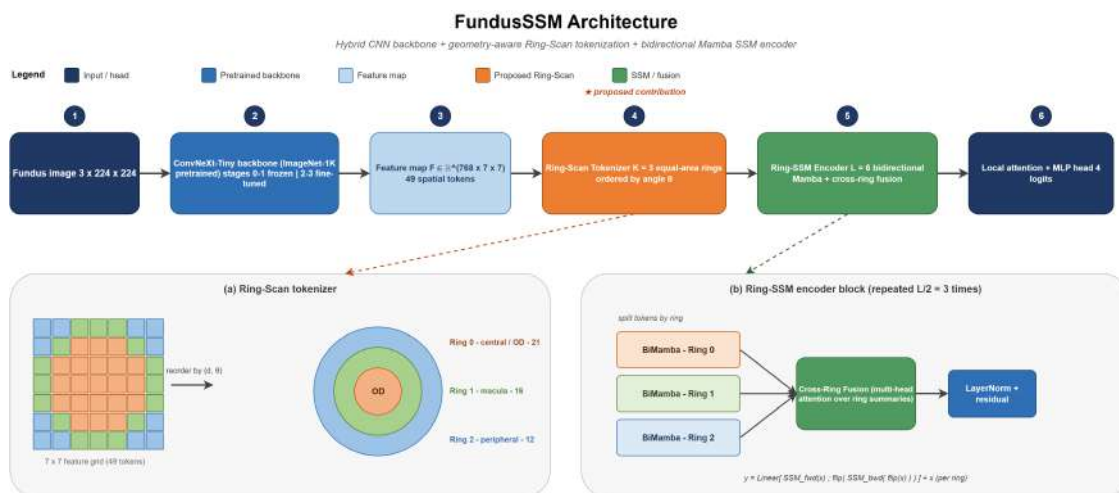 FundusSSM Architecture
Hybrid CNN backbone + geometry-aware Ring-Scan tokenization + bidirectional Mamba SSM encoder
Legend
Input / head
Pretrained backbone
Feature map
Proposed Ring-Scan
SSM / fusion
★ proposed contribution
1
2
3
4
5
6
Fundus image 3 x 224 x 224
ConvNeXt-Tiny backbone (ImageNet-1K
pretrained) stages 0-1 frozen | 2-3 fine-
tuned
Feature map F ∈ ℝ^(768 x 7 x 7)
49 spatial tokens
Ring-Scan Tokenizer K = 3 equal-area rings
ordered by angle θ
Ring-SSM Encoder L = 6 bidirectional
Mamba + cross-ring fusion
Local attention + MLP head 4
logits
(a) Ring-Scan tokenizer
reorder by (d, θ)
7 x 7 feature grid (49 tokens)
OD
Ring 0 - central / OD - 21
Ring 1 - macula - 16
Ring 2 - peripheral - 12
(b) Ring-SSM encoder block (repeated L/2 = 3 times)
split tokens by ring
BiMamba - Ring 0
BiMamba - Ring 1
BiMamba - Ring 2
Cross-Ring Fusion (multi-head
attention over ring summaries)
LayerNorm +
residual
y = Linear[ SSM_fwd(x) ; flip( SSM_bwd( flip(x) ) ) ] + x (per ring)